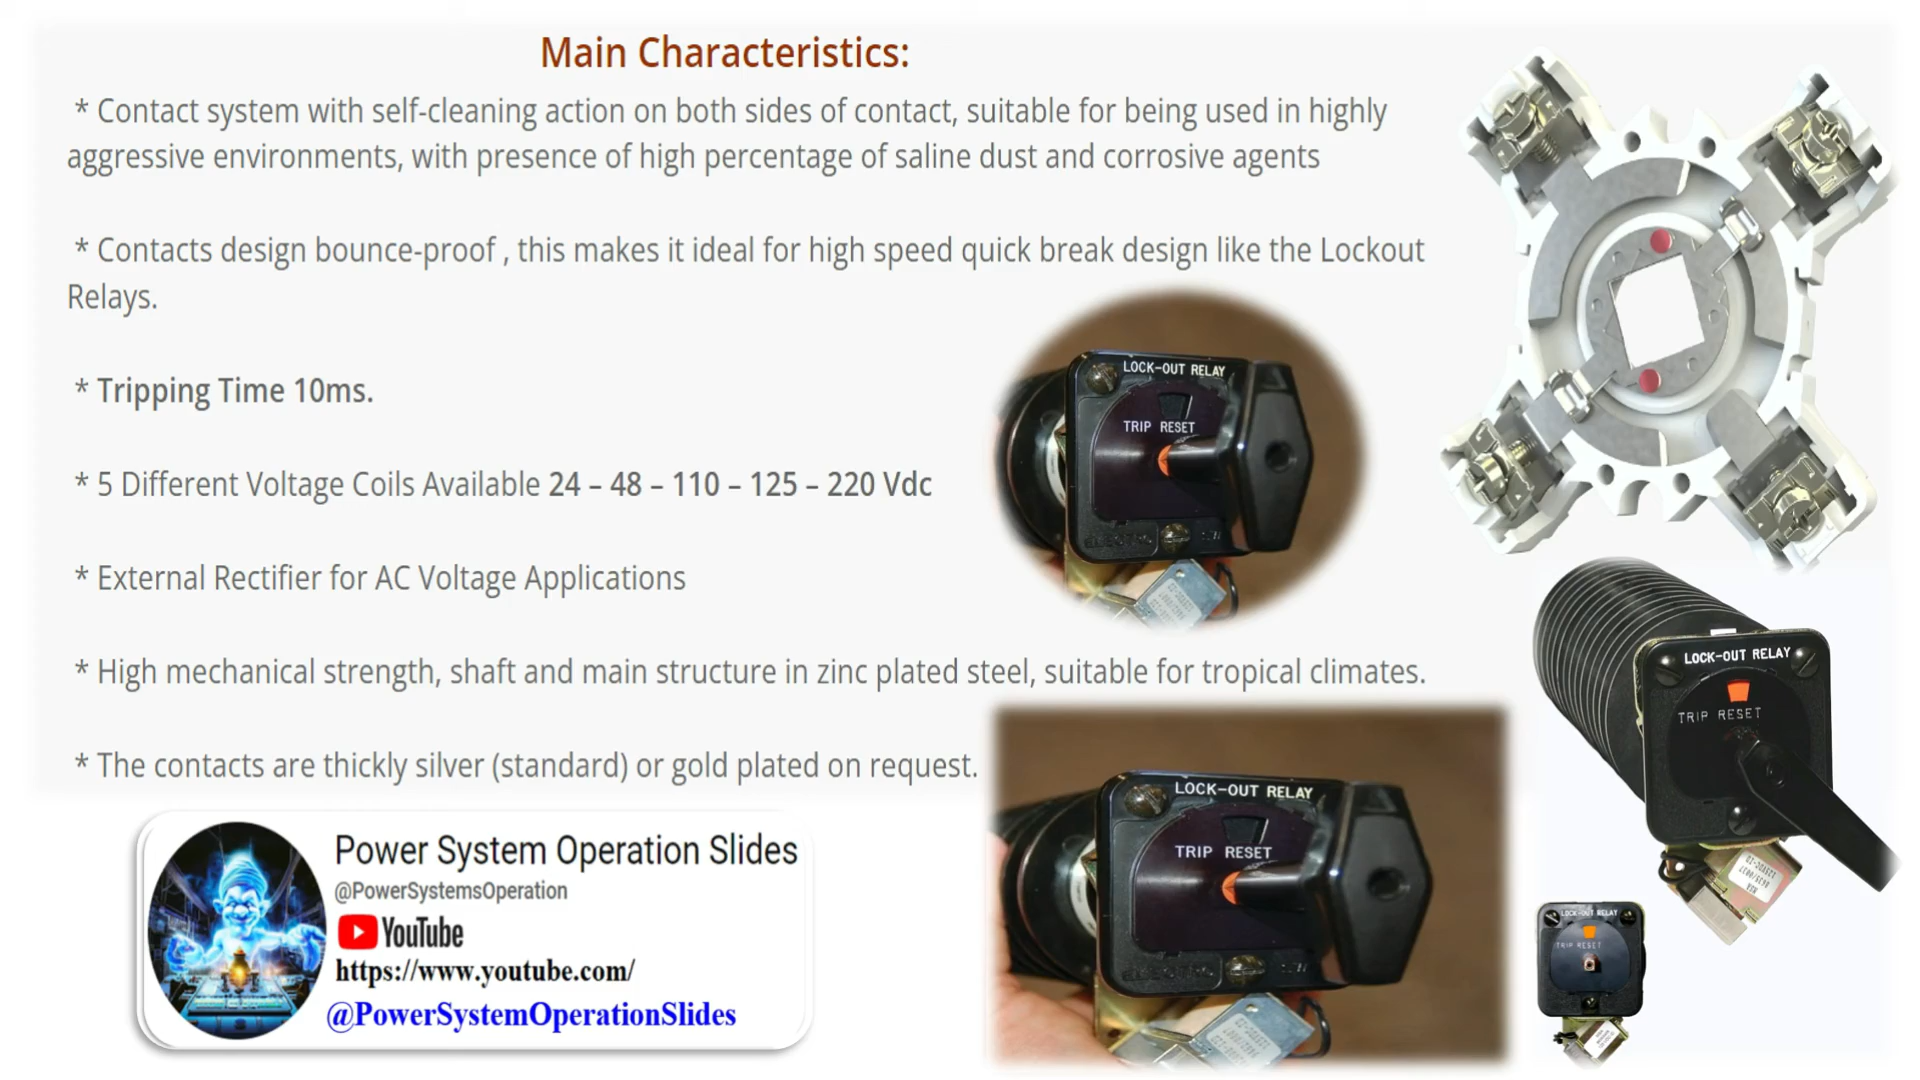 Main Characteristics:
* Contact system with self-cleaning action on both sides of contact, suitable for being used in highly
aggressive environments, with presence of high percentage of saline dust and corrosive agents
* Contacts design bounce-proof , this makes it ideal for high speed quick break design like the Lockout
Relays.
* Tripping Time 10ms.
* 5 Different Voltage Coils Available 24 – 48 – 110 – 125 – 220 Vdc
* External Rectifier for AC Voltage Applications
* High mechanical strength, shaft and main structure in zinc plated steel, suitable for tropical climates.
* The contacts are thickly silver (standard) or gold plated on request.
LOCK-OUT RELAY
TRIP RESET
LOCK-OUT RELAY
TRIP RESET
LOCK-OUT RELAY
TRIP RESET
LOCK-OUT RELAY
TRIP RESET
Power System Operation Slides
@PowerSystemsOperation
YouTube
https://www.youtube.com/
@PowerSystemOperationSlides